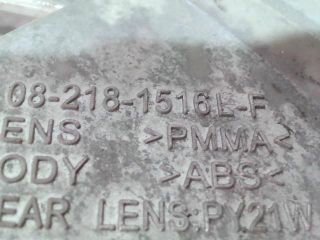 08-218-1516L-F
ENS >PMMA<
ODY >ABS<
EAR LENS:PY21W